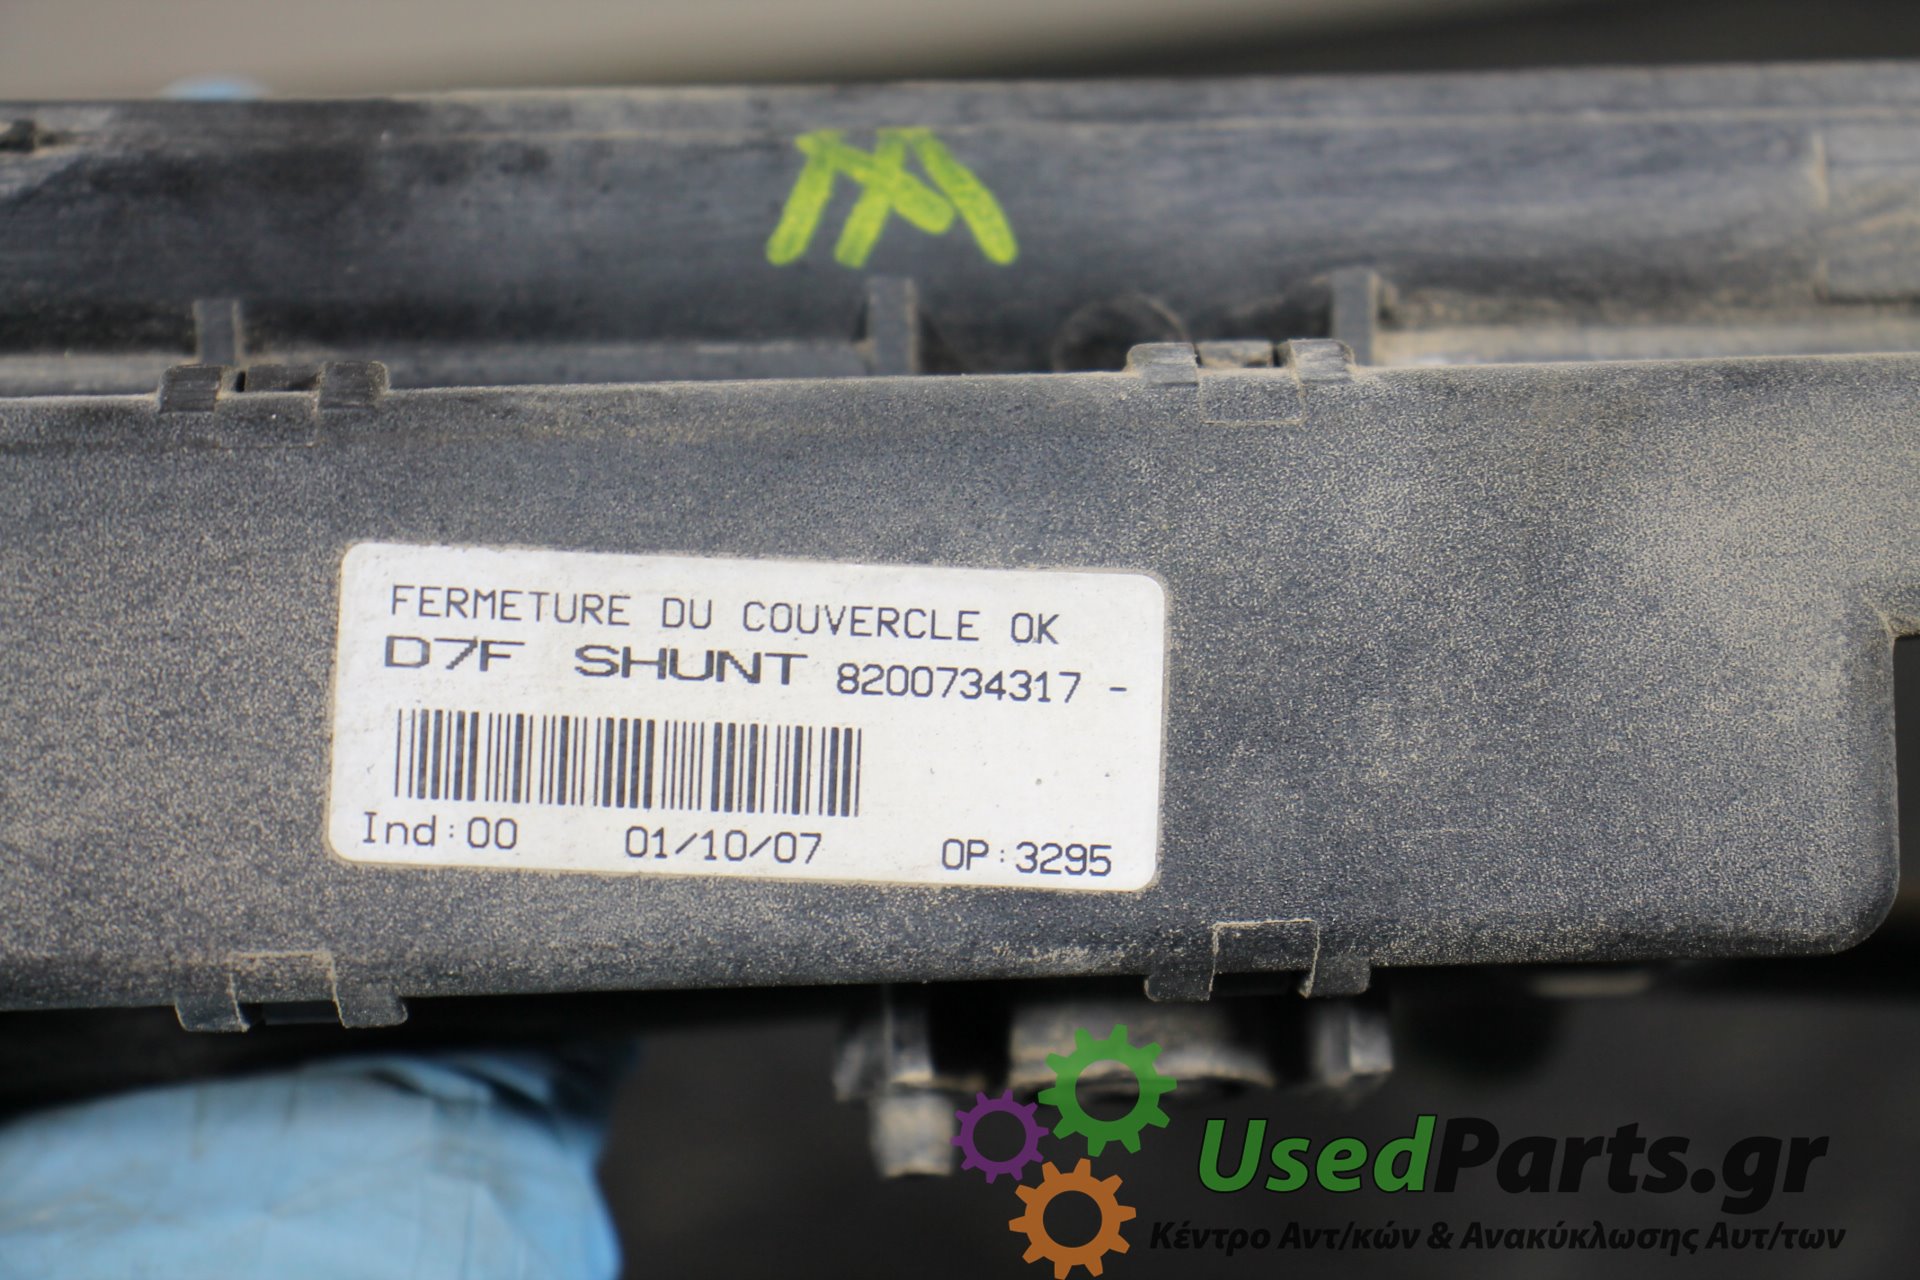 FERMETURE DU COUVERCLE OK
D7F SHUNT 8200734317 -
Ind:00 01/10/07 OP:3295
UsedParts.gr
Κέντρο Αντ/κών & Ανακύκλωσης Αυτ/των